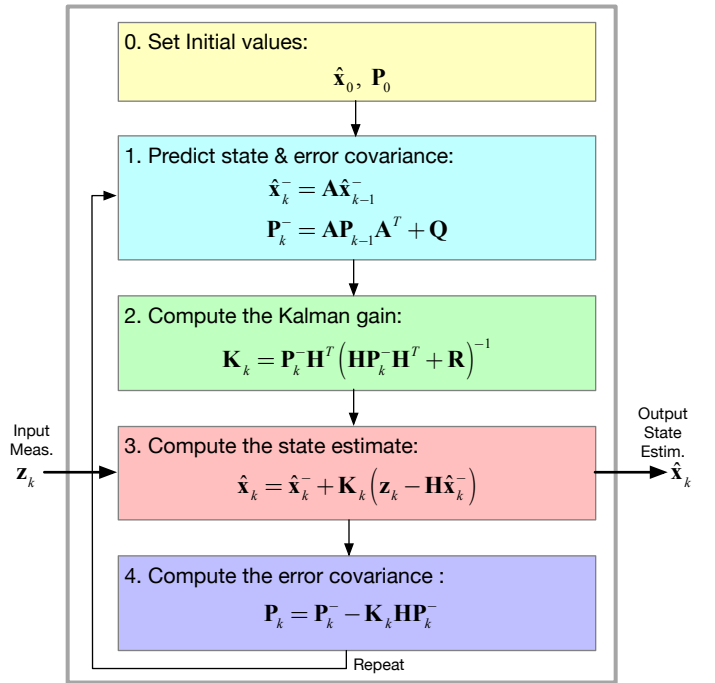 0. Set Initial values:
x̂₀, P₀
1. Predict state & error covariance:
x̂ₖ⁻ = Ax̂ₖ₋₁⁻
Pₖ⁻ = APₖ₋₁Aᵀ + Q
2. Compute the Kalman gain:
Kₖ = Pₖ⁻Hᵀ(HPₖ⁻Hᵀ + R)⁻¹
Input
Meas.
zₖ
3. Compute the state estimate:
x̂ₖ = x̂ₖ⁻ + Kₖ(zₖ − Hx̂ₖ⁻)
Output
State
Estim.
x̂ₖ
4. Compute the error covariance :
Pₖ = Pₖ⁻ − KₖHPₖ⁻
Repeat